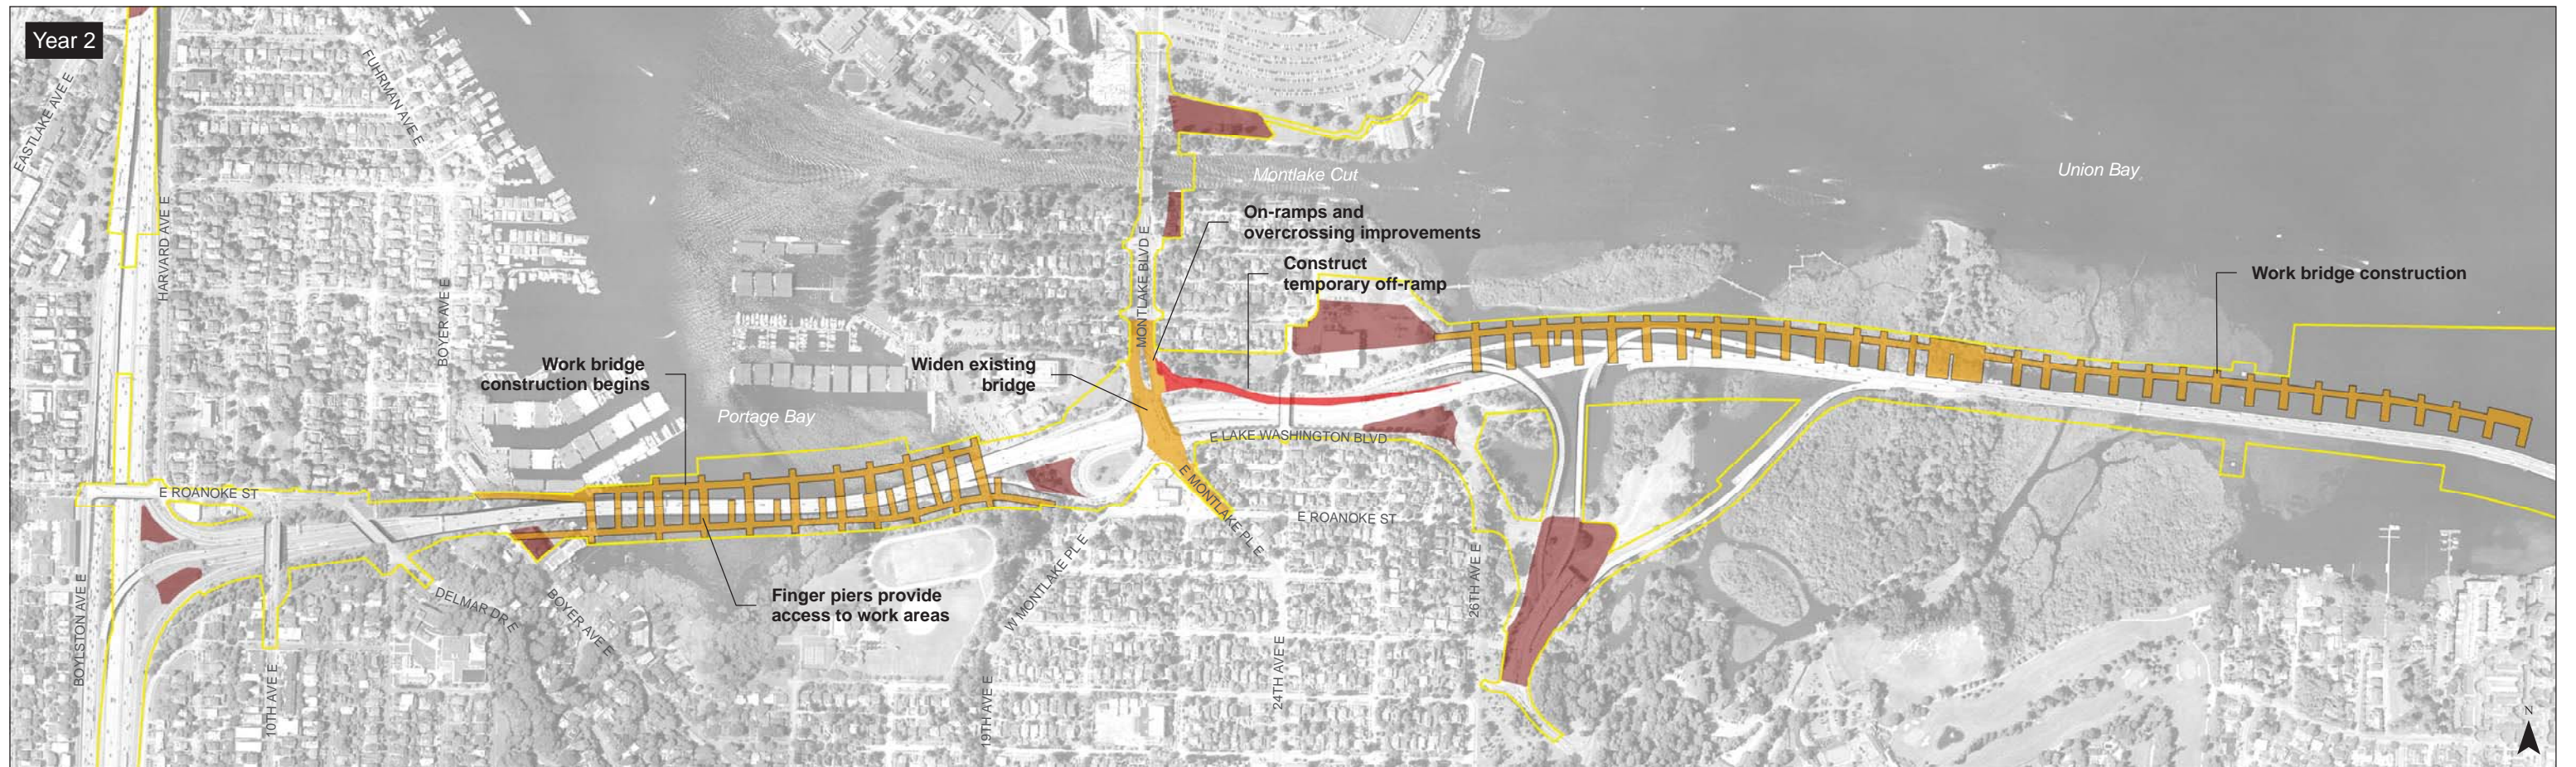 Year 2
EASTLAKE AVE E
FUHRMAN AVE E
HARVARD AVE E
BOYER AVE E
MONTLAKE BLVD E
Montlake Cut
Union Bay
On-ramps and
overcrossing improvements
Construct
temporary off-ramp
Work bridge construction
Work bridge
construction begins
Widen existing
bridge
Portage Bay
E LAKE WASHINGTON BLVD
E ROANOKE ST
E MONTLAKE PL E
E ROANOKE ST
Finger piers provide
access to work areas
W MONTLAKE PL E
26TH AVE E
DELMAR DR E
BOYER AVE E
BOYLSTON AVE E
10TH AVE E
19TH AVE E
24TH AVE E
N